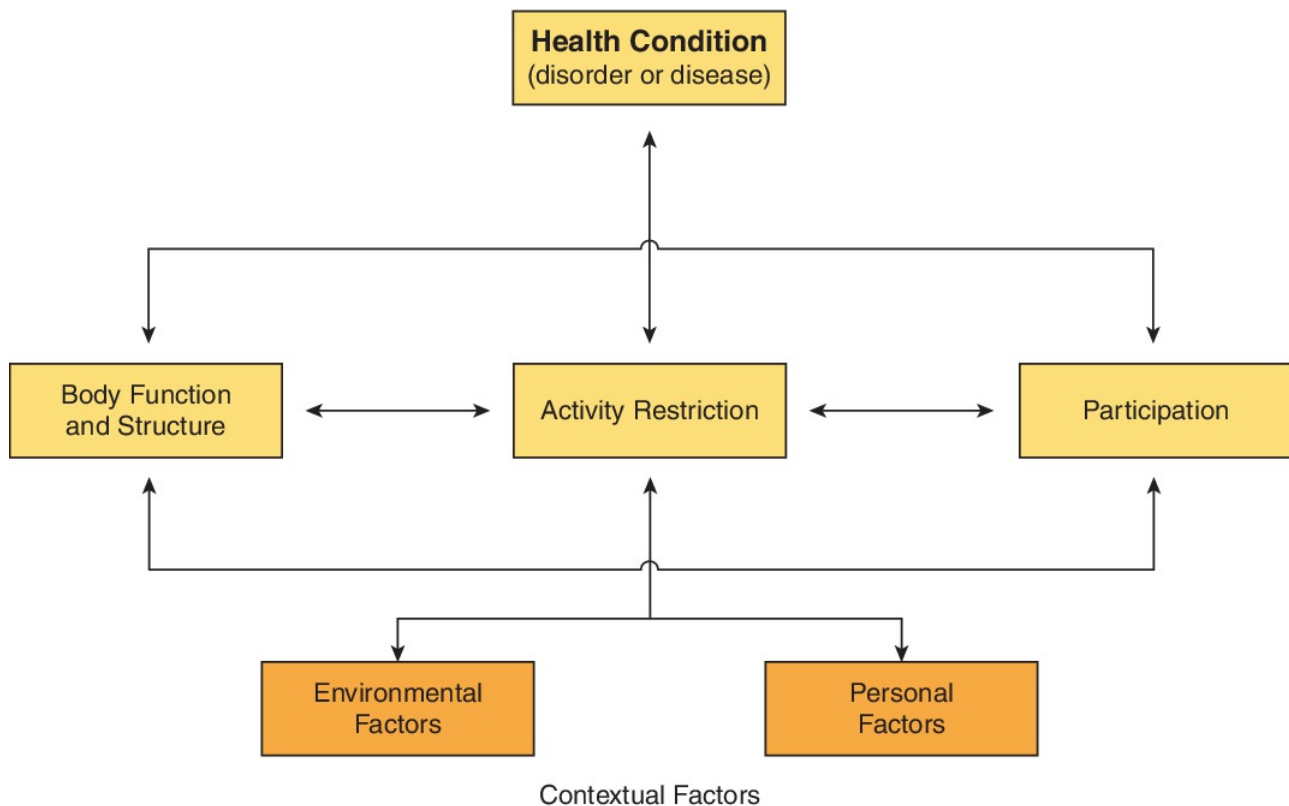 Health Condition
(disorder or disease)
Body Function
and Structure
Activity Restriction
Participation
Environmental
Factors
Personal
Factors
Contextual Factors